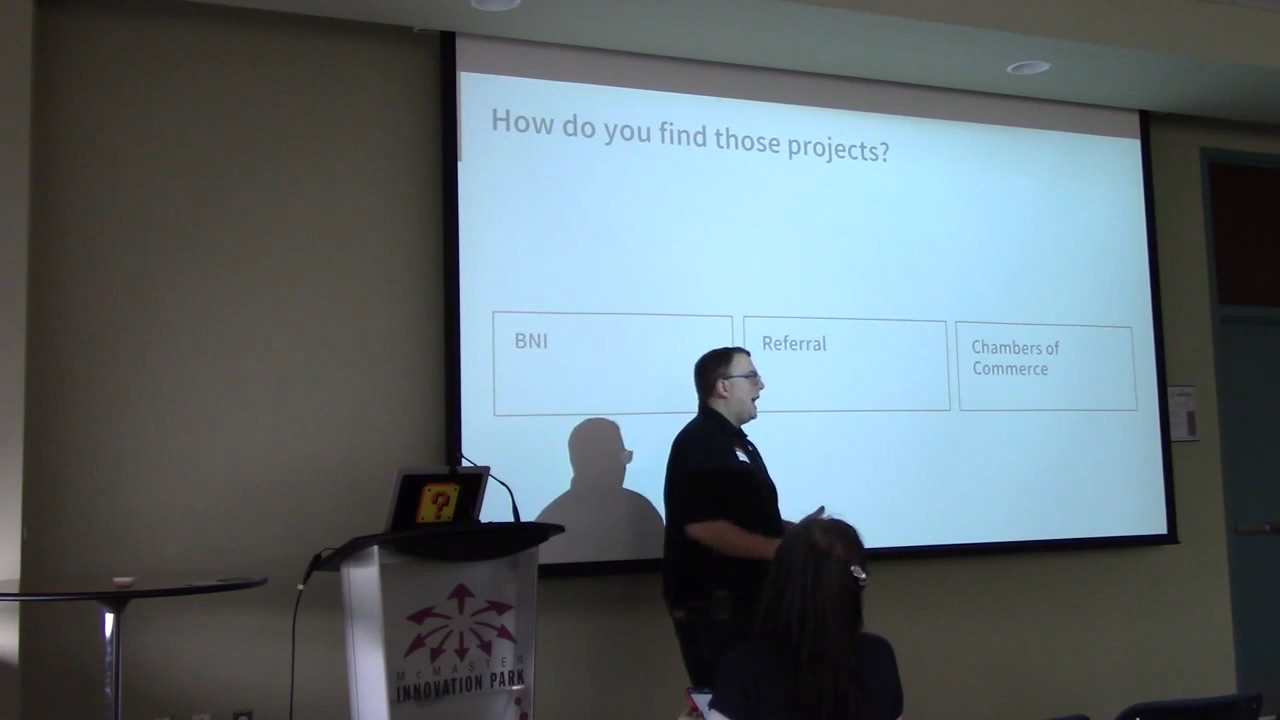 How do you find those projects?
BNI
Referral
Chambers of
Commerce
?
McMASTER
INNOVATION PARK